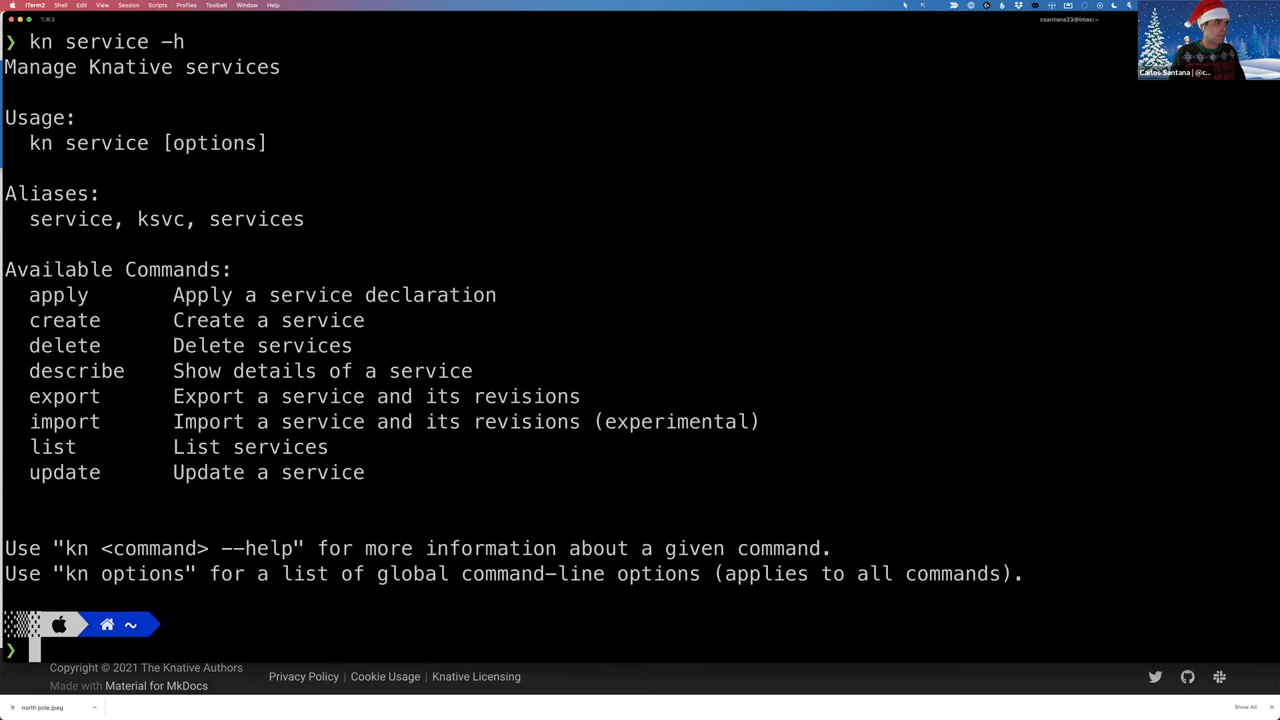 iTerm2 Shell Edit View Session Scripts Profiles Toolbelt Window Help
⌥⌘3
csantana23@imac:~
❯ kn service -h
Manage Knative services
Usage:
kn service [options]
Aliases:
service, ksvc, services
Available Commands:
apply Apply a service declaration
create Create a service
delete Delete services
describe Show details of a service
export Export a service and its revisions
import Import a service and its revisions (experimental)
list List services
update Update a service
Use "kn <command> --help" for more information about a given command.
Use "kn options" for a list of global command-line options (applies to all commands).
~
❯
Carlos Santana | @c...
Copyright © 2021 The Knative Authors
Made with Material for MkDocs
Privacy Policy | Cookie Usage | Knative Licensing
north pole.jpeg
Show All